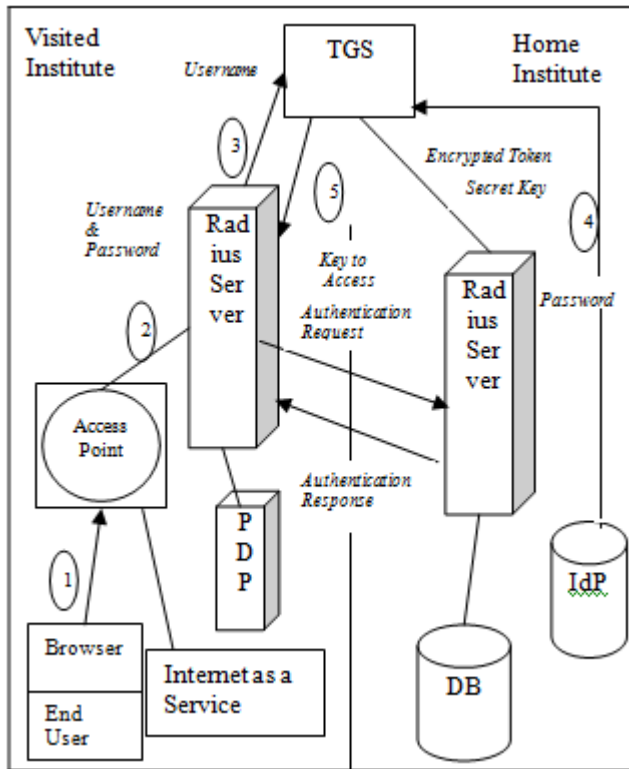 Visited
Institute
Username
TGS
Home
Institute
3
Encrypted Token
Secret Key
5
4
Username
&
Password
Rad
ius
Ser
ver
Key to
Access
Authentication
Request
Rad
ius
Ser
ver
Password
2
Access
Point
Authentication
Response
P
D
P
1
IdP
Browser
End
User
Internet as a
Service
DB